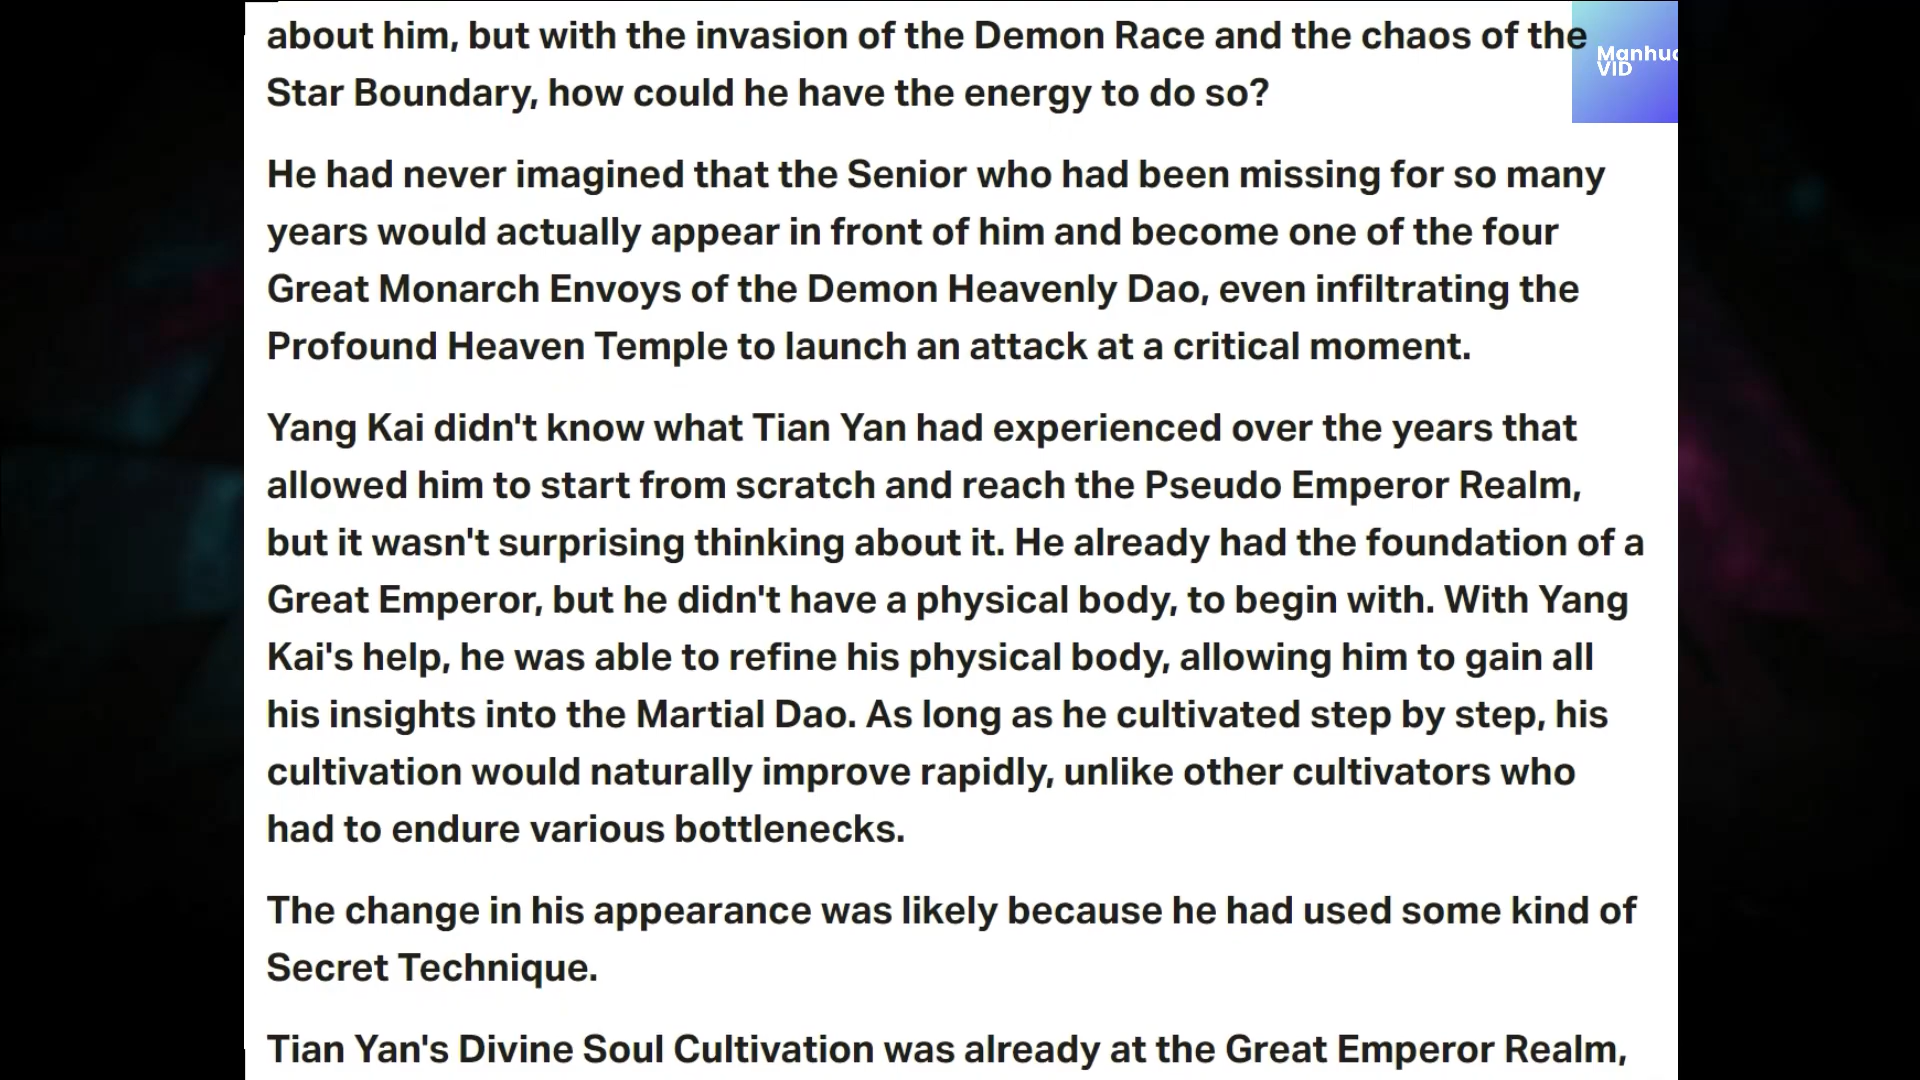 about him, but with the invasion of the Demon Race and the chaos of the
Star Boundary, how could he have the energy to do so?
He had never imagined that the Senior who had been missing for so many
years would actually appear in front of him and become one of the four
Great Monarch Envoys of the Demon Heavenly Dao, even infiltrating the
Profound Heaven Temple to launch an attack at a critical moment.
Yang Kai didn't know what Tian Yan had experienced over the years that
allowed him to start from scratch and reach the Pseudo Emperor Realm,
but it wasn't surprising thinking about it. He already had the foundation of a
Great Emperor, but he didn't have a physical body, to begin with. With Yang
Kai's help, he was able to refine his physical body, allowing him to gain all
his insights into the Martial Dao. As long as he cultivated step by step, his
cultivation would naturally improve rapidly, unlike other cultivators who
had to endure various bottlenecks.
The change in his appearance was likely because he had used some kind of
Secret Technique.
Tian Yan's Divine Soul Cultivation was already at the Great Emperor Realm,
VID